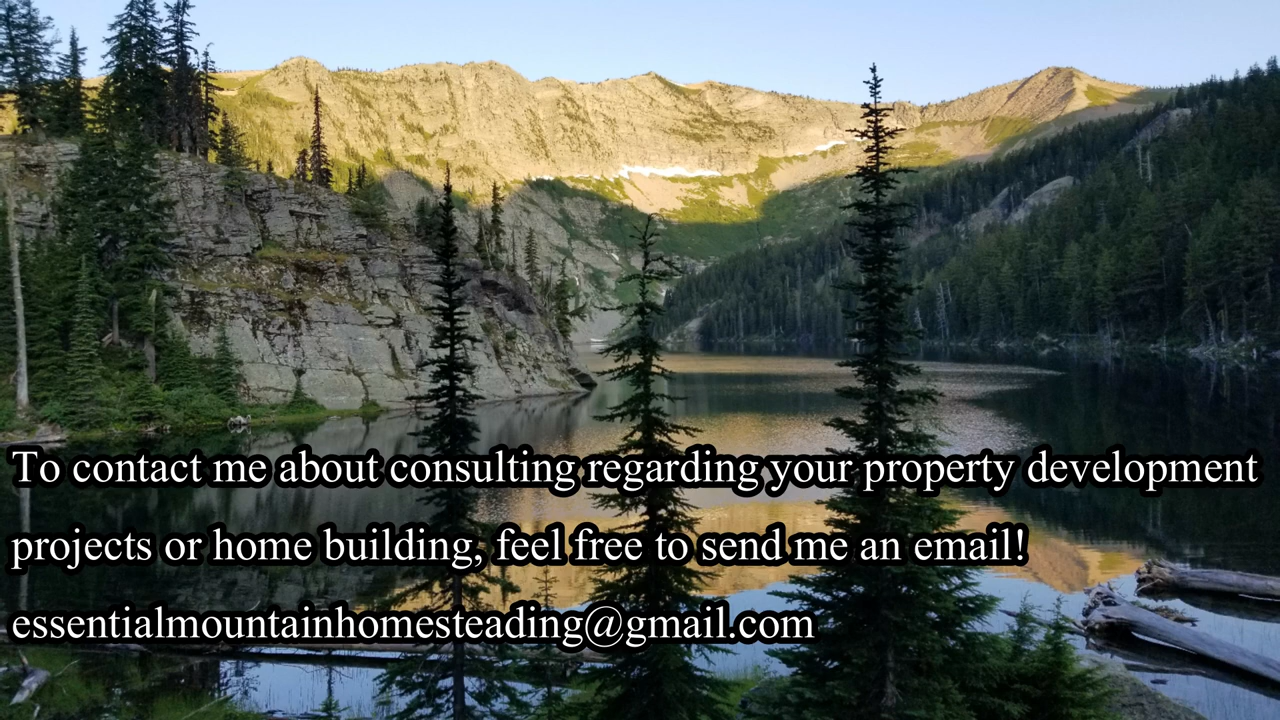 To contact me about consulting regarding your property development
projects or home building, feel free to send me an email!
essentialmountainhomesteading@gmail.com